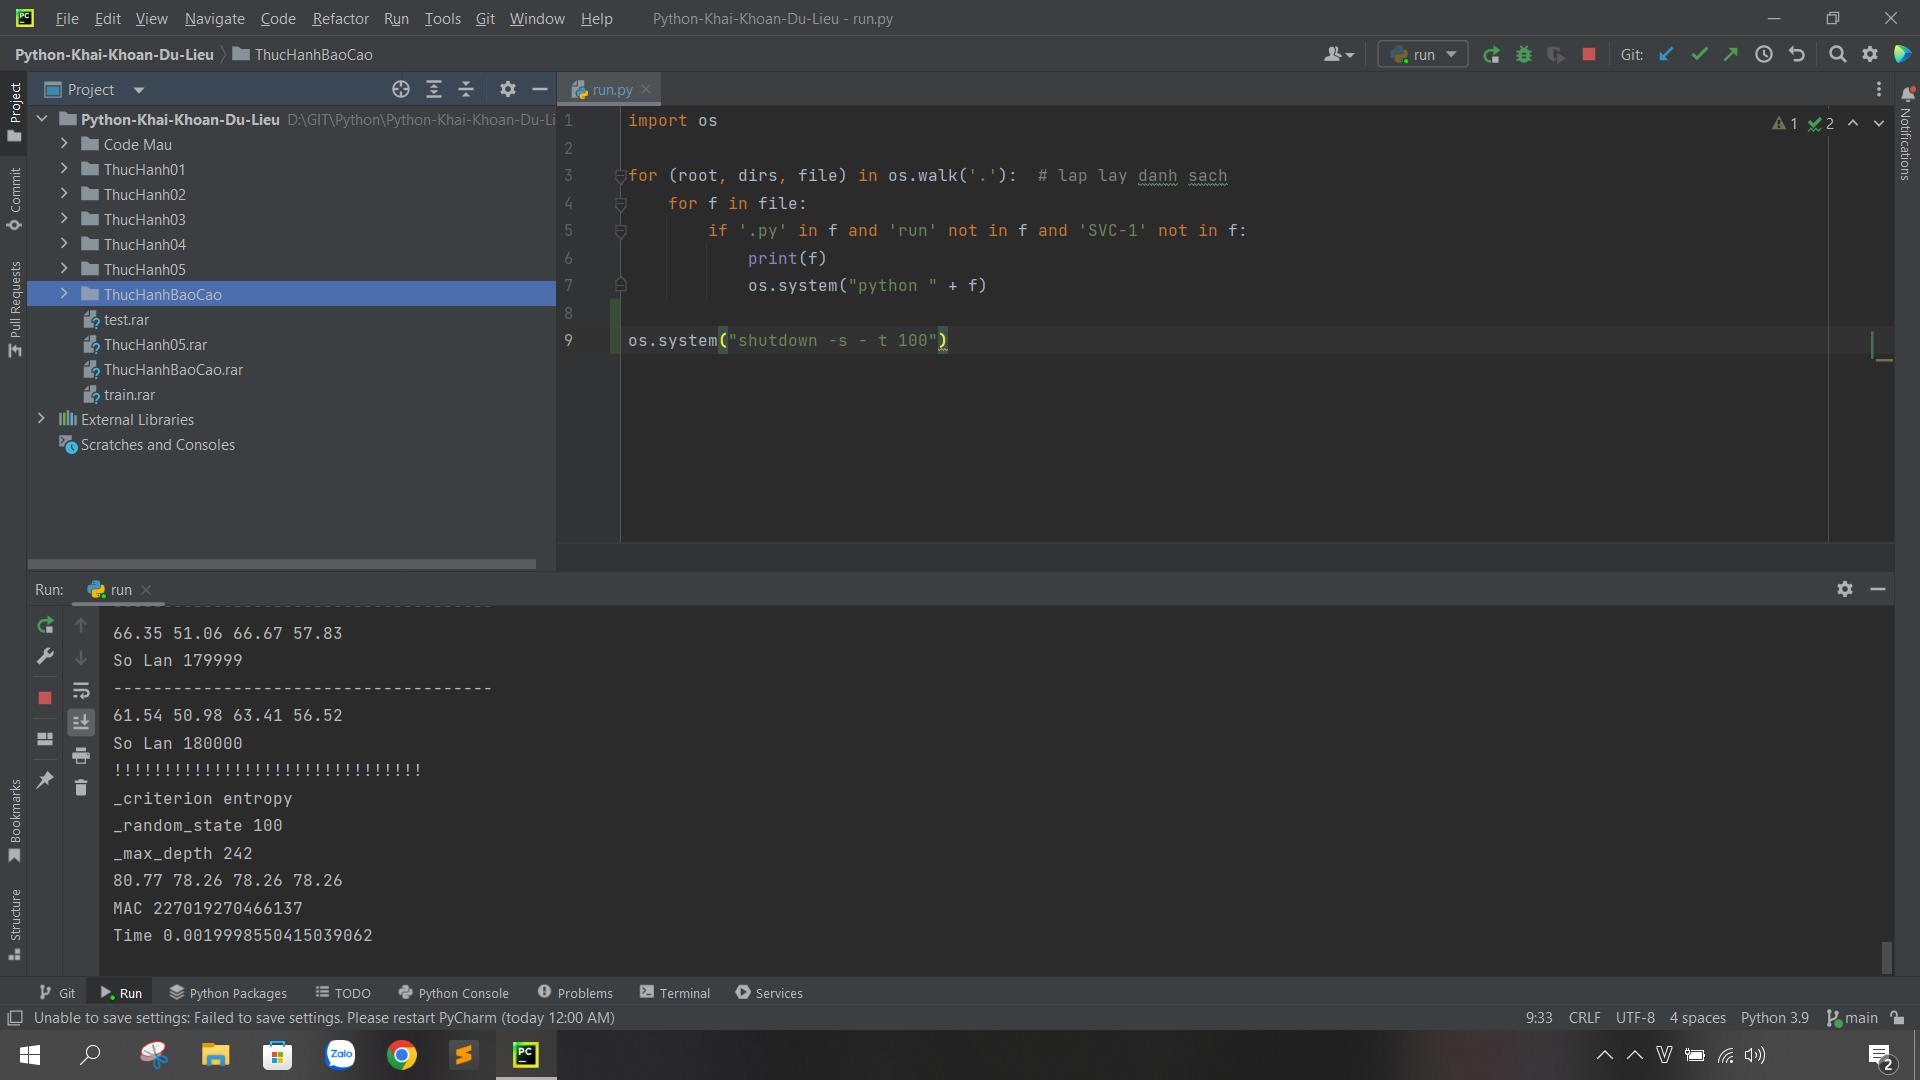 File Edit View Navigate Code Refactor Run Tools Git Window Help Python-Khai-Khoan-Du-Lieu - run.py
Python-Khai-Khoan-Du-Lieu ThucHanhBaoCao run Git:
Project
Project run.py
Python-Khai-Khoan-Du-Lieu D:\GIT\Python\Python-Khai-Khoan-Du-Li
Code Mau
ThucHanh01
ThucHanh02
ThucHanh03
ThucHanh04
ThucHanh05
ThucHanhBaoCao
test.rar
ThucHanh05.rar
ThucHanhBaoCao.rar
train.rar
External Libraries
Scratches and Consoles
Commit
Pull Requests
1 import os
2
3 for (root, dirs, file) in os.walk('.'): # lap lay danh sach
4 for f in file:
5 if '.py' in f and 'run' not in f and 'SVC-1' not in f:
6 print(f)
7 os.system("python " + f)
8
9 os.system("shutdown -s - t 100")
1 2
Notifications
Run: run
-------------------------------------- 
66.35 51.06 66.67 57.83
So Lan 179999
--------------------------------------
61.54 50.98 63.41 56.52
So Lan 180000
!!!!!!!!!!!!!!!!!!!!!!!!!!!!!!!
_criterion entropy
_random_state 100
_max_depth 242
80.77 78.26 78.26 78.26
MAC 227019270466137
Time 0.0019998550415039062
Bookmarks
Structure
Git Run Python Packages TODO Python Console Problems Terminal Services
Unable to save settings: Failed to save settings. Please restart PyCharm (today 12:00 AM) 9:33 CRLF UTF-8 4 spaces Python 3.9 main
Zalo
PC
V
2